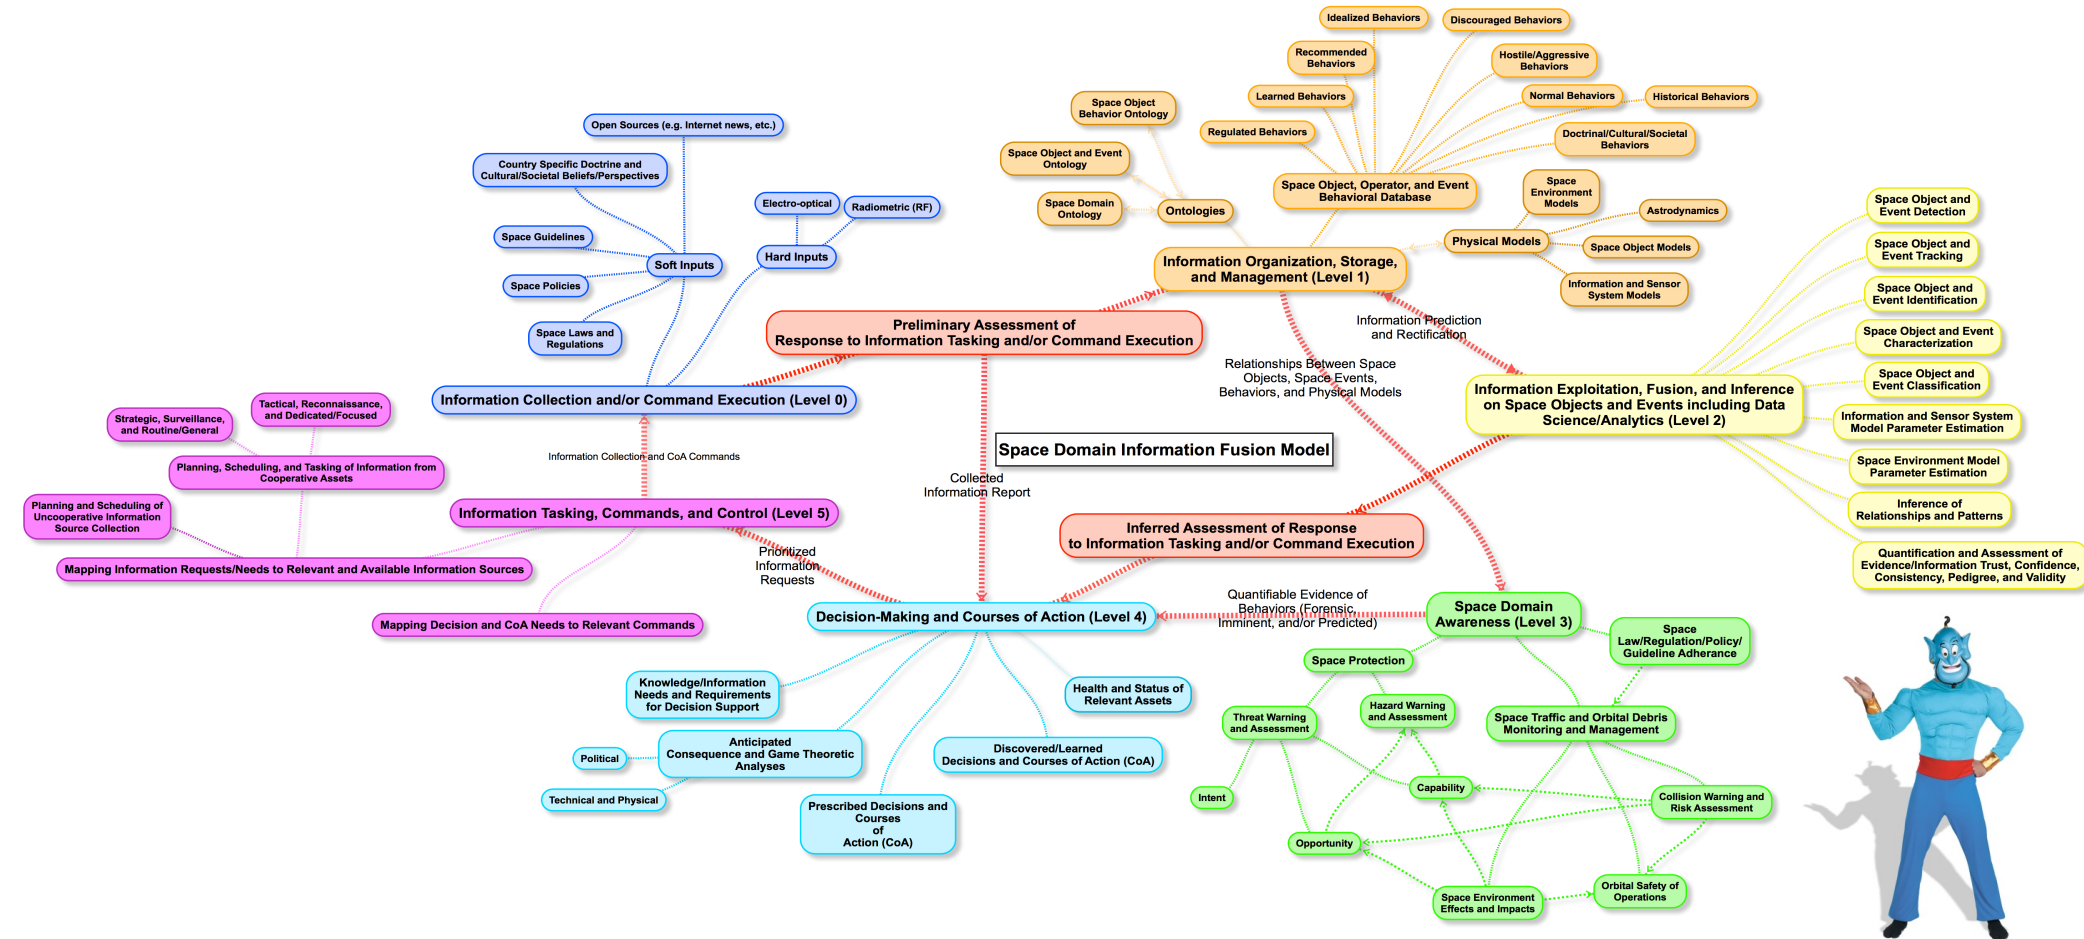 Idealized Behaviors
Discouraged Behaviors
Recommended
Behaviors
Hostile/Aggressive
Behaviors
Learned Behaviors
Normal Behaviors
Historical Behaviors
Regulated Behaviors
Doctrinal/Cultural/Societal
Behaviors
Space Object, Operator, and Event
Behavioral Database
Space Object
Behavior Ontology
Space Object and Event
Ontology
Space Domain
Ontology
Ontologies
Space
Environment
Models
Astrodynamics
Physical Models
Space Object Models
Information and Sensor
System Models
Information Organization, Storage,
and Management (Level 1)
Open Sources (e.g. Internet news, etc.)
Country Specific Doctrine and
Cultural/Societal Beliefs/Perspectives
Electro-optical
Radiometric (RF)
Space Guidelines
Soft Inputs
Hard Inputs
Space Policies
Space Laws and
Regulations
Preliminary Assessment of
Response to Information Tasking and/or Command Execution
Information Prediction
and Rectification
Relationships Between Space
Objects, Space Events,
Behaviors, and Physical Models
Information Collection and/or Command Execution (Level 0)
Space Object and
Event Detection
Space Object and
Event Tracking
Space Object and
Event Identification
Space Object and Event
Characterization
Space Object and
Event Classification
Information and Sensor System
Model Parameter Estimation
Space Environment Model
Parameter Estimation
Inference of
Relationships and Patterns
Quantification and Assessment of
Evidence/Information Trust, Confidence,
Consistency, Pedigree, and Validity
Information Exploitation, Fusion, and Inference
on Space Objects and Events including Data
Science/Analytics (Level 2)
Tactical, Reconnaissance,
and Dedicated/Focused
Strategic, Surveillance,
and Routine/General
Planning, Scheduling, and Tasking of Information from
Cooperative Assets
Information Collection and CoA Commands
Space Domain Information Fusion Model
Collected
Information Report
Planning and Scheduling of
Uncooperative Information
Source Collection
Information Tasking, Commands, and Control (Level 5)
Inferred Assessment of Response
to Information Tasking and/or Command Execution
Mapping Information Requests/Needs to Relevant and Available Information Sources
Prioritized
Information
Requests
Mapping Decision and CoA Needs to Relevant Commands
Decision-Making and Courses of Action (Level 4)
Quantifiable Evidence of
Behaviors (Forensic,
Imminent, and/or Predicted)
Space Domain
Awareness (Level 3)
Space
Law/Regulation/Policy/
Guideline Adherance
Space Protection
Knowledge/Information
Needs and Requirements
for Decision Support
Health and Status of
Relevant Assets
Threat Warning
and Assessment
Hazard Warning
and Assessment
Space Traffic and Orbital Debris
Monitoring and Management
Political
Anticipated
Consequence and Game Theoretic
Analyses
Discovered/Learned
Decisions and Courses of Action (CoA)
Technical and Physical
Prescribed Decisions and
Courses
of
Action (CoA)
Intent
Capability
Collision Warning and
Risk Assessment
Opportunity
Space Environment
Effects and Impacts
Orbital Safety of
Operations